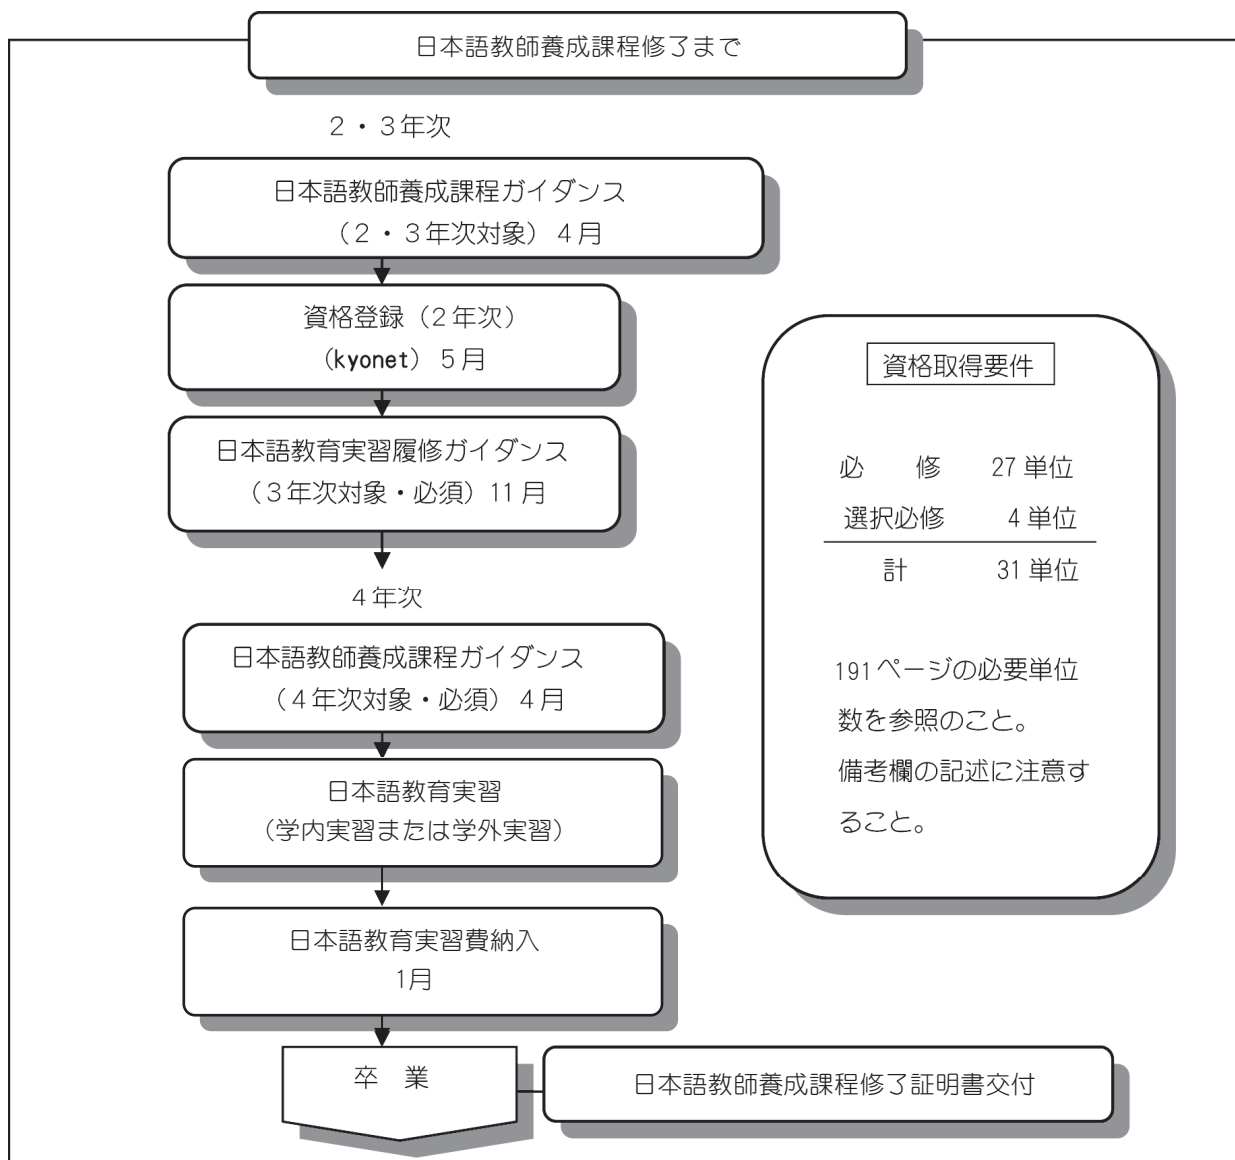 日本語教師養成課程修了まで
２・３年次
日本語教師養成課程ガイダンス
（２・３年次対象）４月
資格登録（２年次）
（kyonet）５月
日本語教育実習履修ガイダンス
（３年次対象・必須）11月
４年次
日本語教師養成課程ガイダンス
（４年次対象・必須）４月
日本語教育実習
（学内実習または学外実習）
日本語教育実習費納入
1月
卒　業
日本語教師養成課程修了証明書交付
資格取得要件
必　修　27単位
選択必修　4単位
計　31単位
191ページの必要単位
数を参照のこと。
備考欄の記述に注意す
ること。